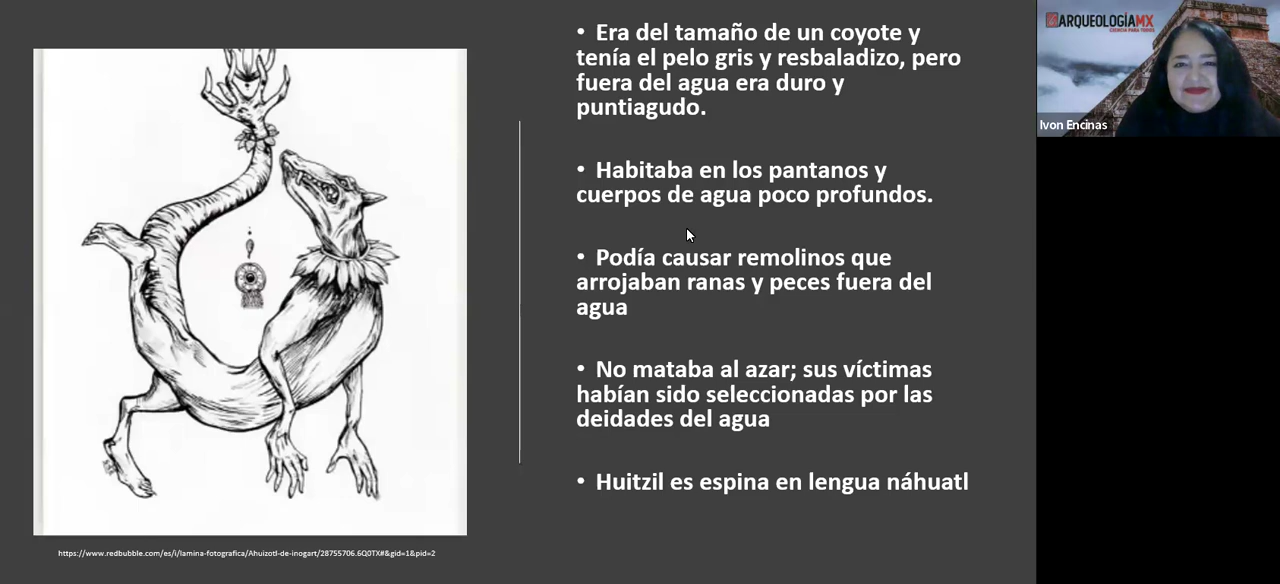 • Era del tamaño de un coyote y
tenía el pelo gris y resbaladizo, pero
fuera del agua era duro y
puntiagudo.
• Habitaba en los pantanos y
cuerpos de agua poco profundos.
• Podía causar remolinos que
arrojaban ranas y peces fuera del
agua
• No mataba al azar; sus víctimas
habían sido seleccionadas por las
deidades del agua
• Huitzil es espina en lengua náhuatl
https://www.redbubble.com/es/i/lamina-fotografica/Ahuizotl-de-inogart/28755706.6Q0TX#&gid=1&pid=2
ARQUEOLOGÍAMX
CIENCIA PARA TODOS
Ivon Encinas